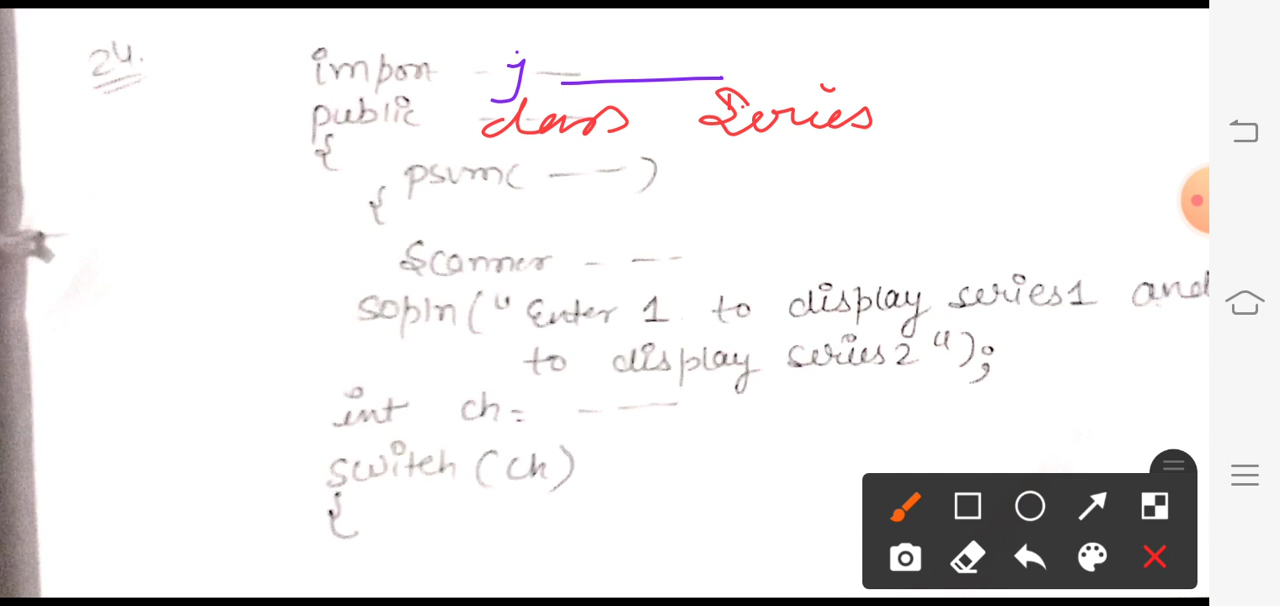 24.
import - j ———
public class Series
{
{ psvm( —— )
Scanner - — -
sopln(" Enter 1 to display series1 and
to display series2 ");
int ch= - ——
switch (ch)
{